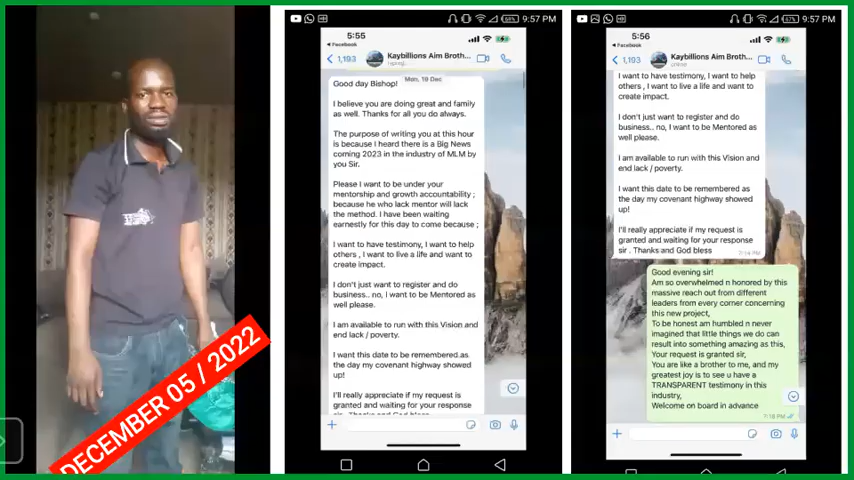 DECEMBER 05 / 2022
9:57 PM
5:55
Facebook
1,193
Kaybillions Aim Broth...
Mon, 19 Dec
Good day Bishop!
I believe you are doing great and family
as well. Thanks for all you do always.
The purpose of writing you at this hour
is because I heard there is a Big News
coming 2023 in the industry of MLM by
you Sir.
Please I want to be under your
mentorship and growth accountability ;
because he who lack mentor will lack
the method. I have been waiting
earnestly for this day to come because ;
I want to have testimony, I want to help
others , I want to live a life and want to
create impact.
I don't just want to register and do
business.. no, I want to be Mentored as
well please.
I am available to run with this Vision and
end lack / poverty.
I want this date to be remembered as
the day my covenant highway showed
up!
I'll really appreciate if my request is
granted and waiting for your response
sir . Thanks and God bless
67% 9:57 PM
5:56
Facebook
1,193
Kaybillions Aim Broth...
online
I want to have testimony, I want to help
others , I want to live a life and want to
create impact.
I don't just want to register and do
business.. no, I want to be Mentored as
well please.
I am available to run with this Vision and
end lack / poverty.
I want this date to be remembered as
the day my covenant highway showed
up!
I'll really appreciate if my request is
granted and waiting for your response
sir . Thanks and God bless
7:14 PM
Good evening sir!
Am so overwhelmed n honored by this
massive reach out from different
leaders from every corner concerning
this new project,
To be honest am humbled n never
imagined that little things we do can
result into something amazing as this,
Your request is granted sir,
You are like a brother to me, and my
greatest joy is to see u have a
TRANSPARENT testimony in this
industry,
Welcome on board in advance
7:18 PM